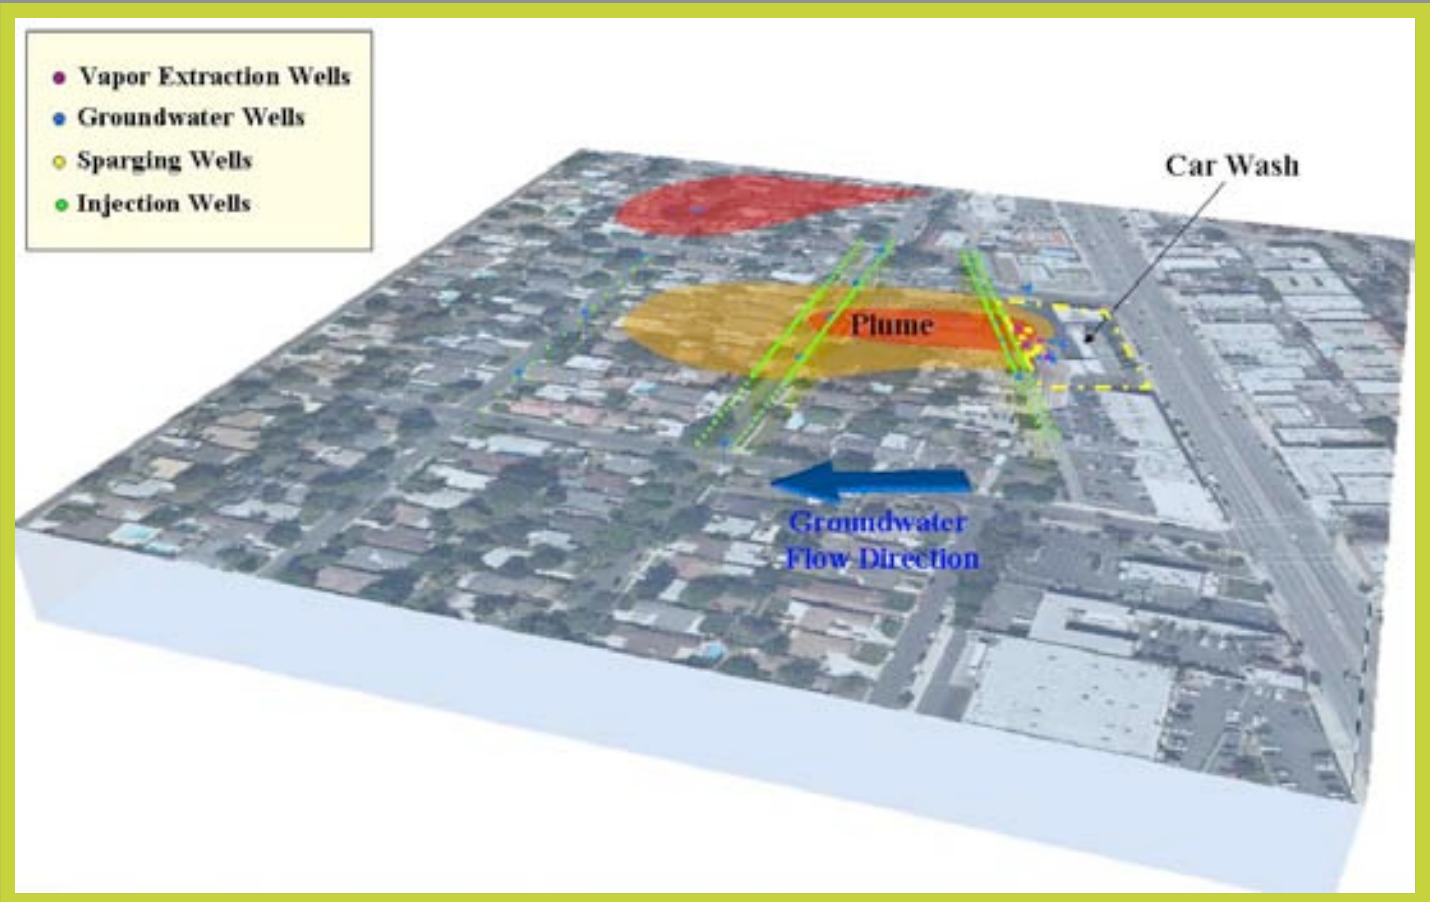 Vapor Extraction Wells
Groundwater Wells
Sparging Wells
Injection Wells
Car Wash
Plume
Groundwater
Flow Direction